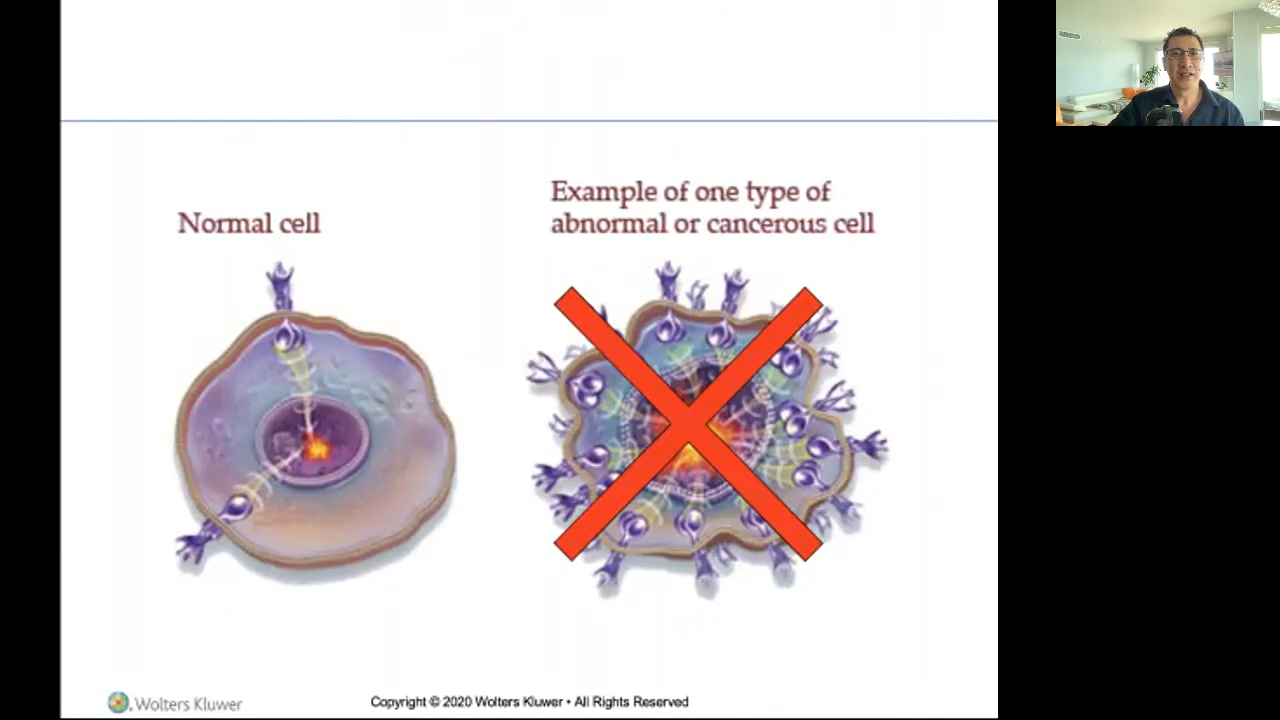 Example of one type of
abnormal or cancerous cell
Normal cell
Wolters Kluwer
Copyright © 2020 Wolters Kluwer • All Rights Reserved